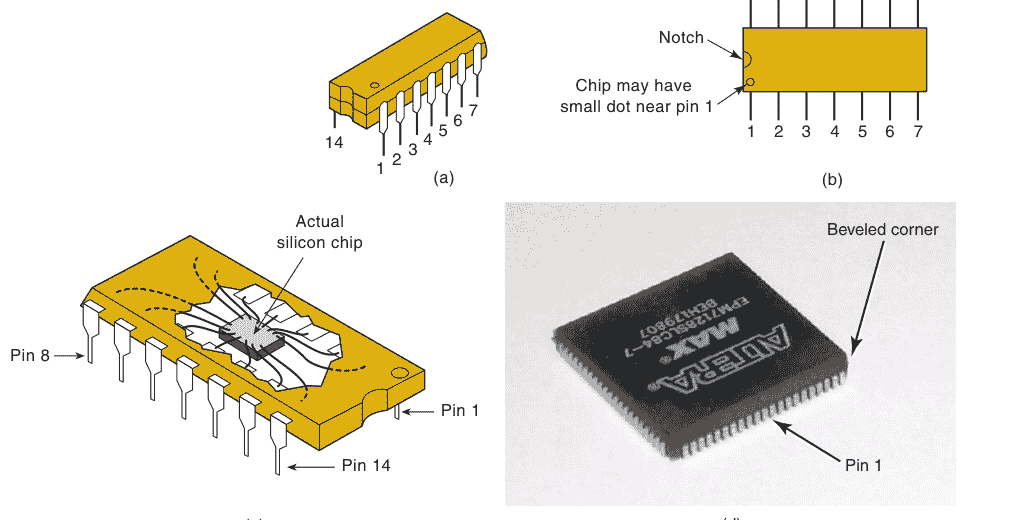 14
1
2
3
4
5
6
7
(a)
Notch
Chip may have
small dot near pin 1
1 2 3 4 5 6 7
(b)
Actual
silicon chip
Pin 8
Pin 1
Pin 14
Beveled corner
ALTERA®
MAX®
EPM7128SLC84-7
BEH179807
Pin 1